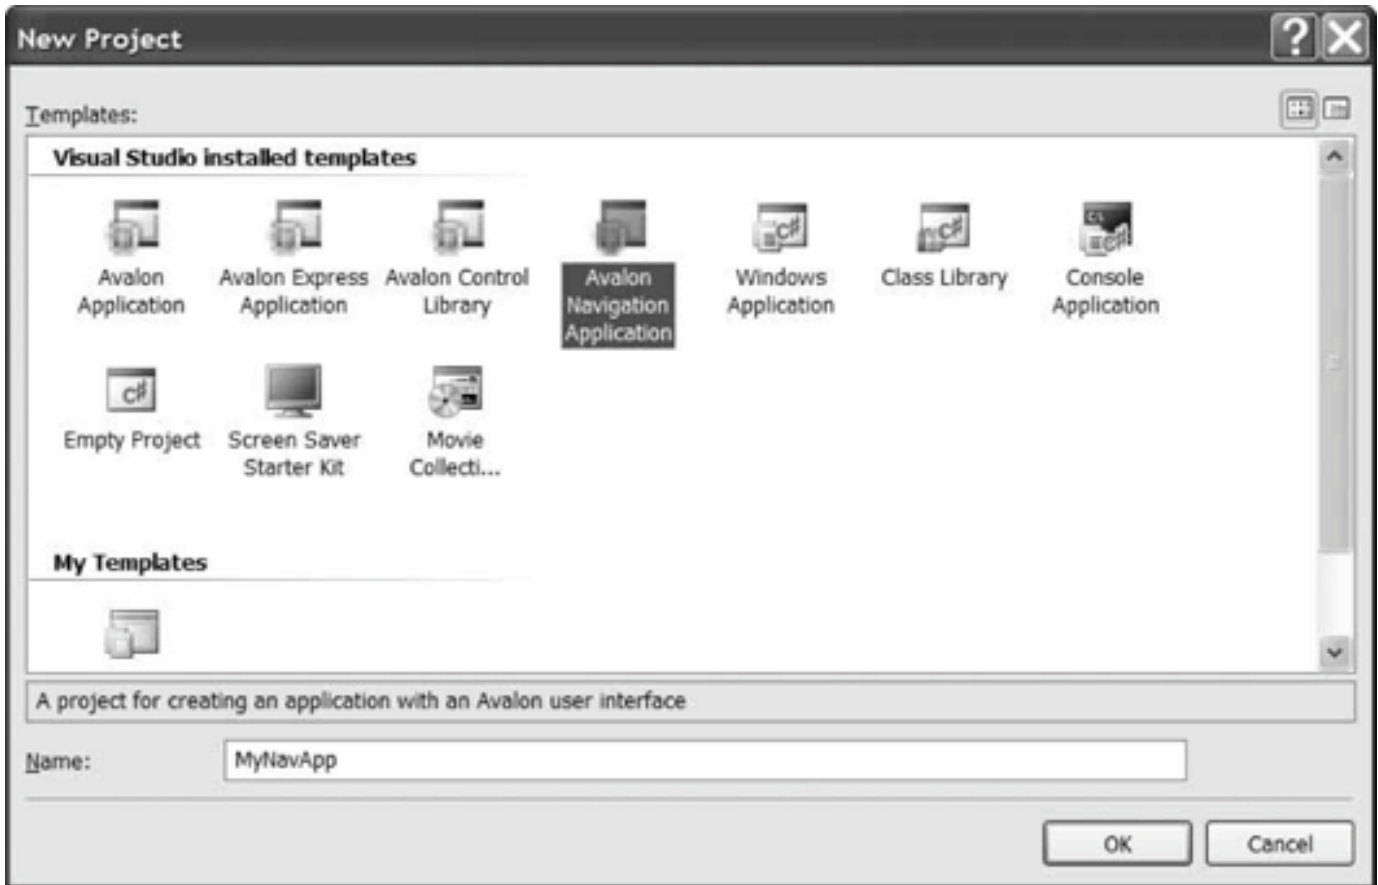 New Project
Templates:
Visual Studio installed templates
Avalon
Application
Avalon Express
Application
Avalon Control
Library
Avalon
Navigation
Application
Windows
Application
Class Library
Console
Application
Empty Project
Screen Saver
Starter Kit
Movie
Collecti...
My Templates
A project for creating an application with an Avalon user interface
Name:
MyNavApp
OK
Cancel